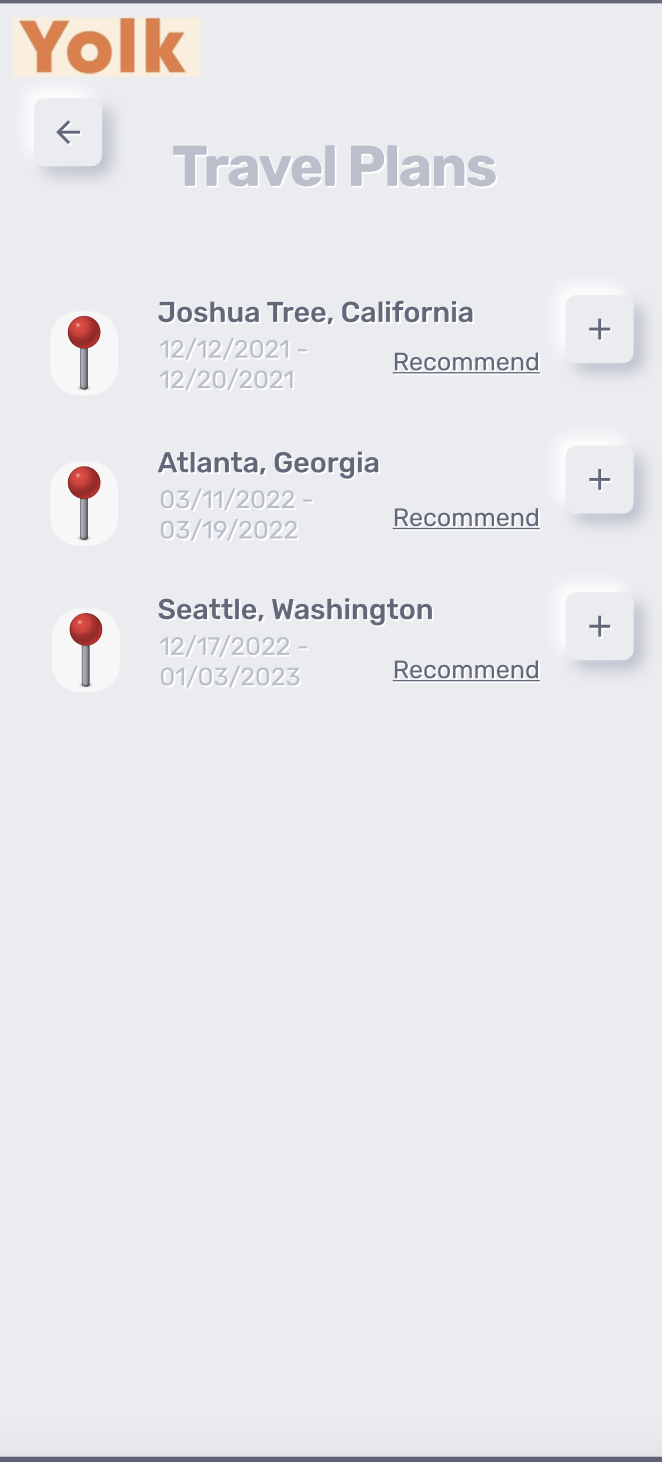 Yolk
Travel Plans
Joshua Tree, California
12/12/2021 -
12/20/2021
Recommend
Atlanta, Georgia
03/11/2022 -
03/19/2022
Recommend
Seattle, Washington
12/17/2022 -
01/03/2023
Recommend